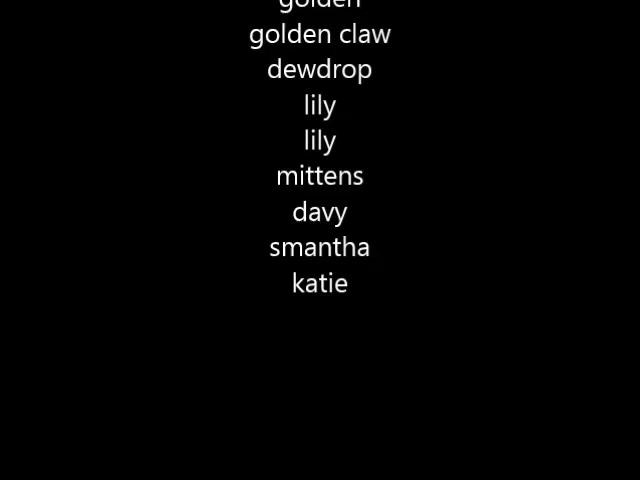 golden
golden claw
dewdrop
lily
lily
mittens
davy
smantha
katie